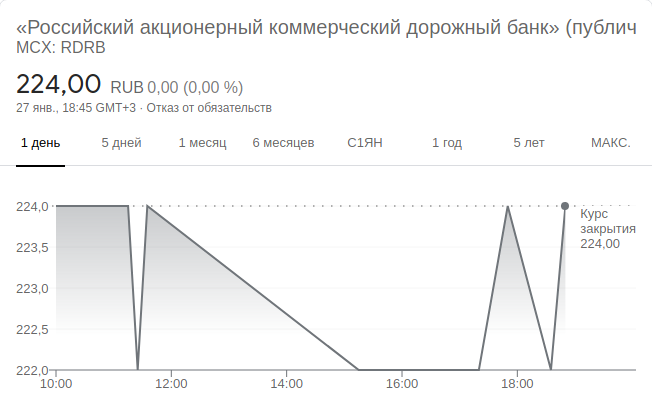 «Российский акционерный коммерческий дорожный банк» (публич
MCX: RDRB
224,00 RUB 0,00 (0,00 %)
27 янв., 18:45 GMT+3 · Отказ от обязательств
1 день 5 дней 1 месяц 6 месяцев С1ЯН 1 год 5 лет МАКС.
224,0
223,5
223,0
222,5
222,0
Курс
закрытия
224,00
10:00 12:00 14:00 16:00 18:00